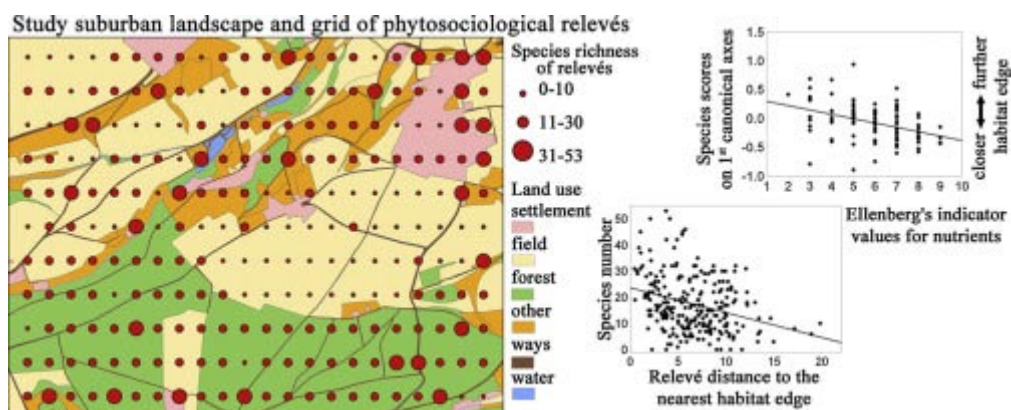 Study suburban landscape and grid of phytosociological relevés
Species richness
of relevés
0-10
11-30
31-53
Land use
settlement
field
forest
other
ways
water
Species scores
on 1st canonical axes
1.5
1.0
0.5
0.0
-0.5
-1.0
1 2 3 4 5 6 7 8 9 10
closer ↔ further
habitat edge
Ellenberg's indicator
values for nutrients
Species number
50
40
30
20
10
0
0 5 10 15 20
Relevé distance to the
nearest habitat edge